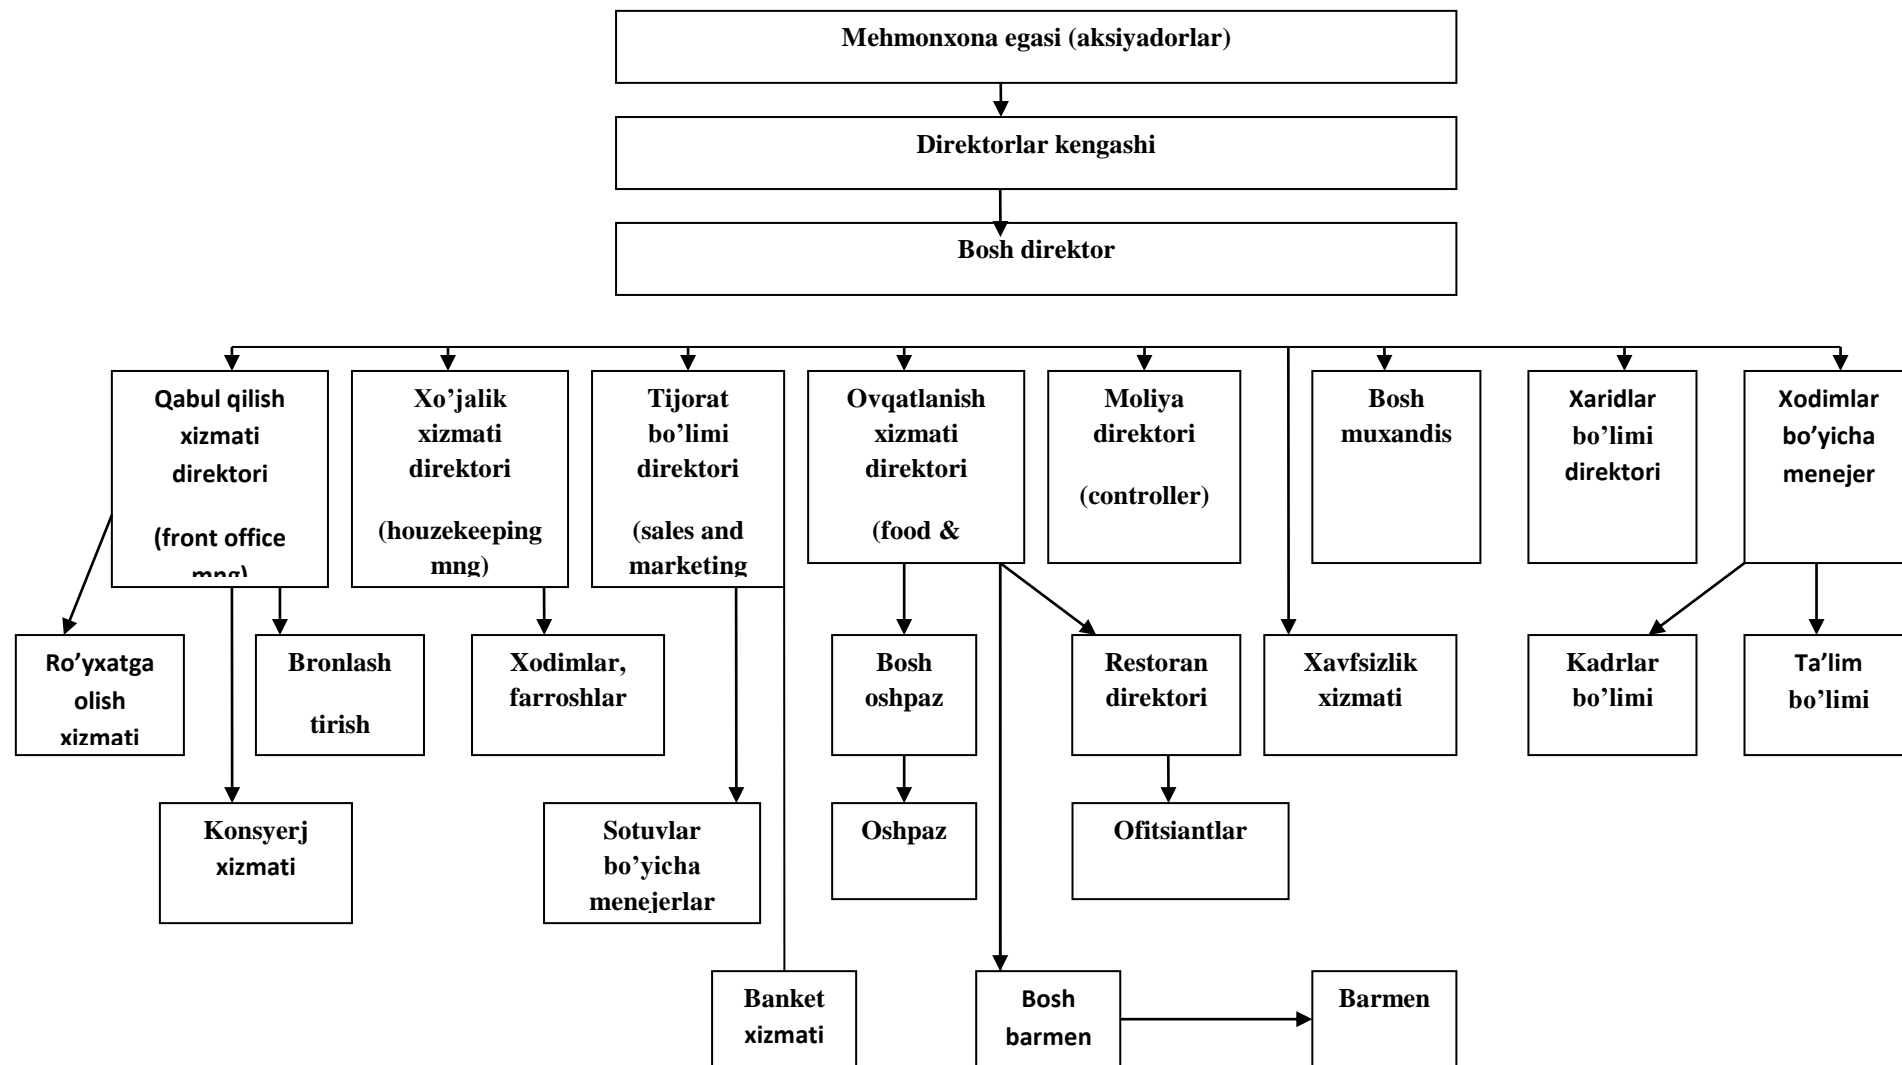 Mehmonxona egasi (aksiyadorlar)
Direktorlar kengashi
Bosh direktor
Qabul qilish
xizmati
direktori
(front office
mng)
Xo’jalik
xizmati
direktori
(houzekeeping
mng)
Tijorat
bo’limi
direktori
(sales and
marketing
Ovqatlanish
xizmati
direktori
(food &
Moliya
direktori
(controller)
Bosh
muxandis
Xaridlar
bo’limi
direktori
Xodimlar
bo’yicha
menejer
Ro’yxatga
olish
xizmati
Bronlash
tirish
Xodimlar,
farroshlar
Bosh
oshpaz
Restoran
direktori
Xavfsizlik
xizmati
Kadrlar
bo’limi
Ta’lim
bo’limi
Konsyerj
xizmati
Sotuvlar
bo’yicha
menejerlar
Oshpaz
Ofitsiantlar
Banket
xizmati
Bosh
barmen
Barmen